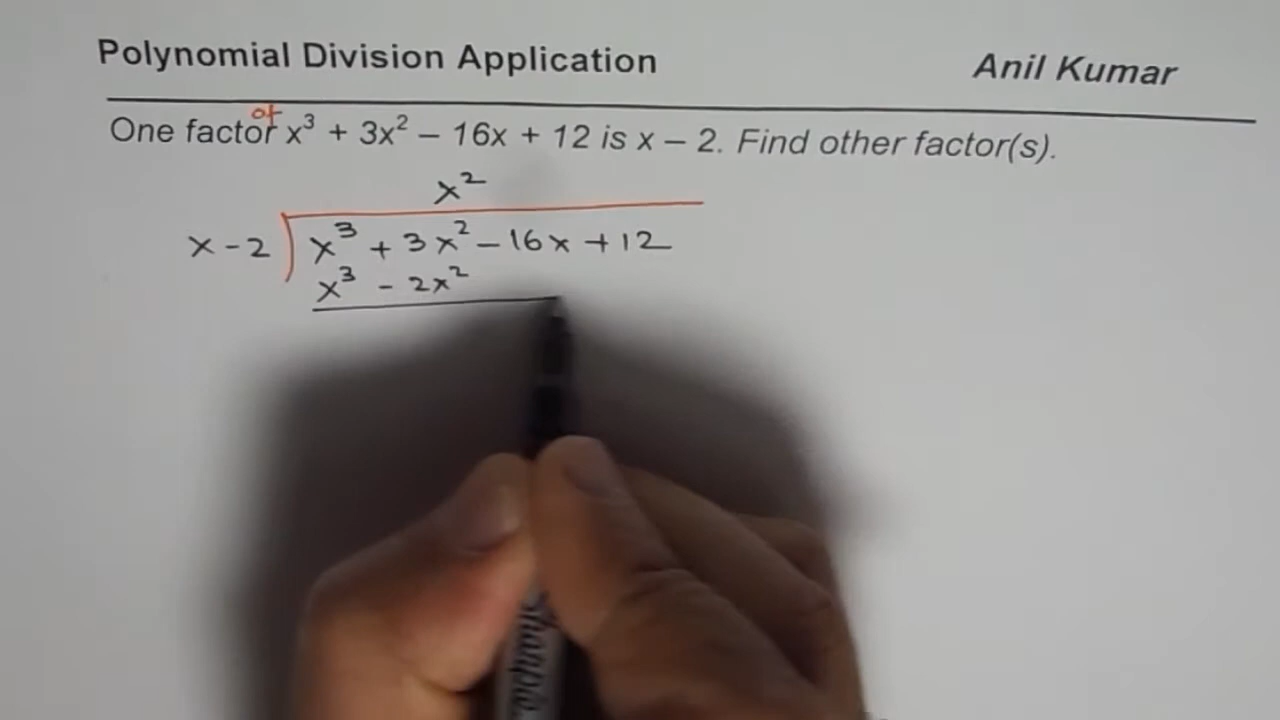 Polynomial Division Application Anil Kumar
One factor of x³ + 3x² – 16x + 12 is x – 2. Find other factor(s).
x²
x - 2 ) x³ + 3x² - 16x + 12
x³ - 2x²